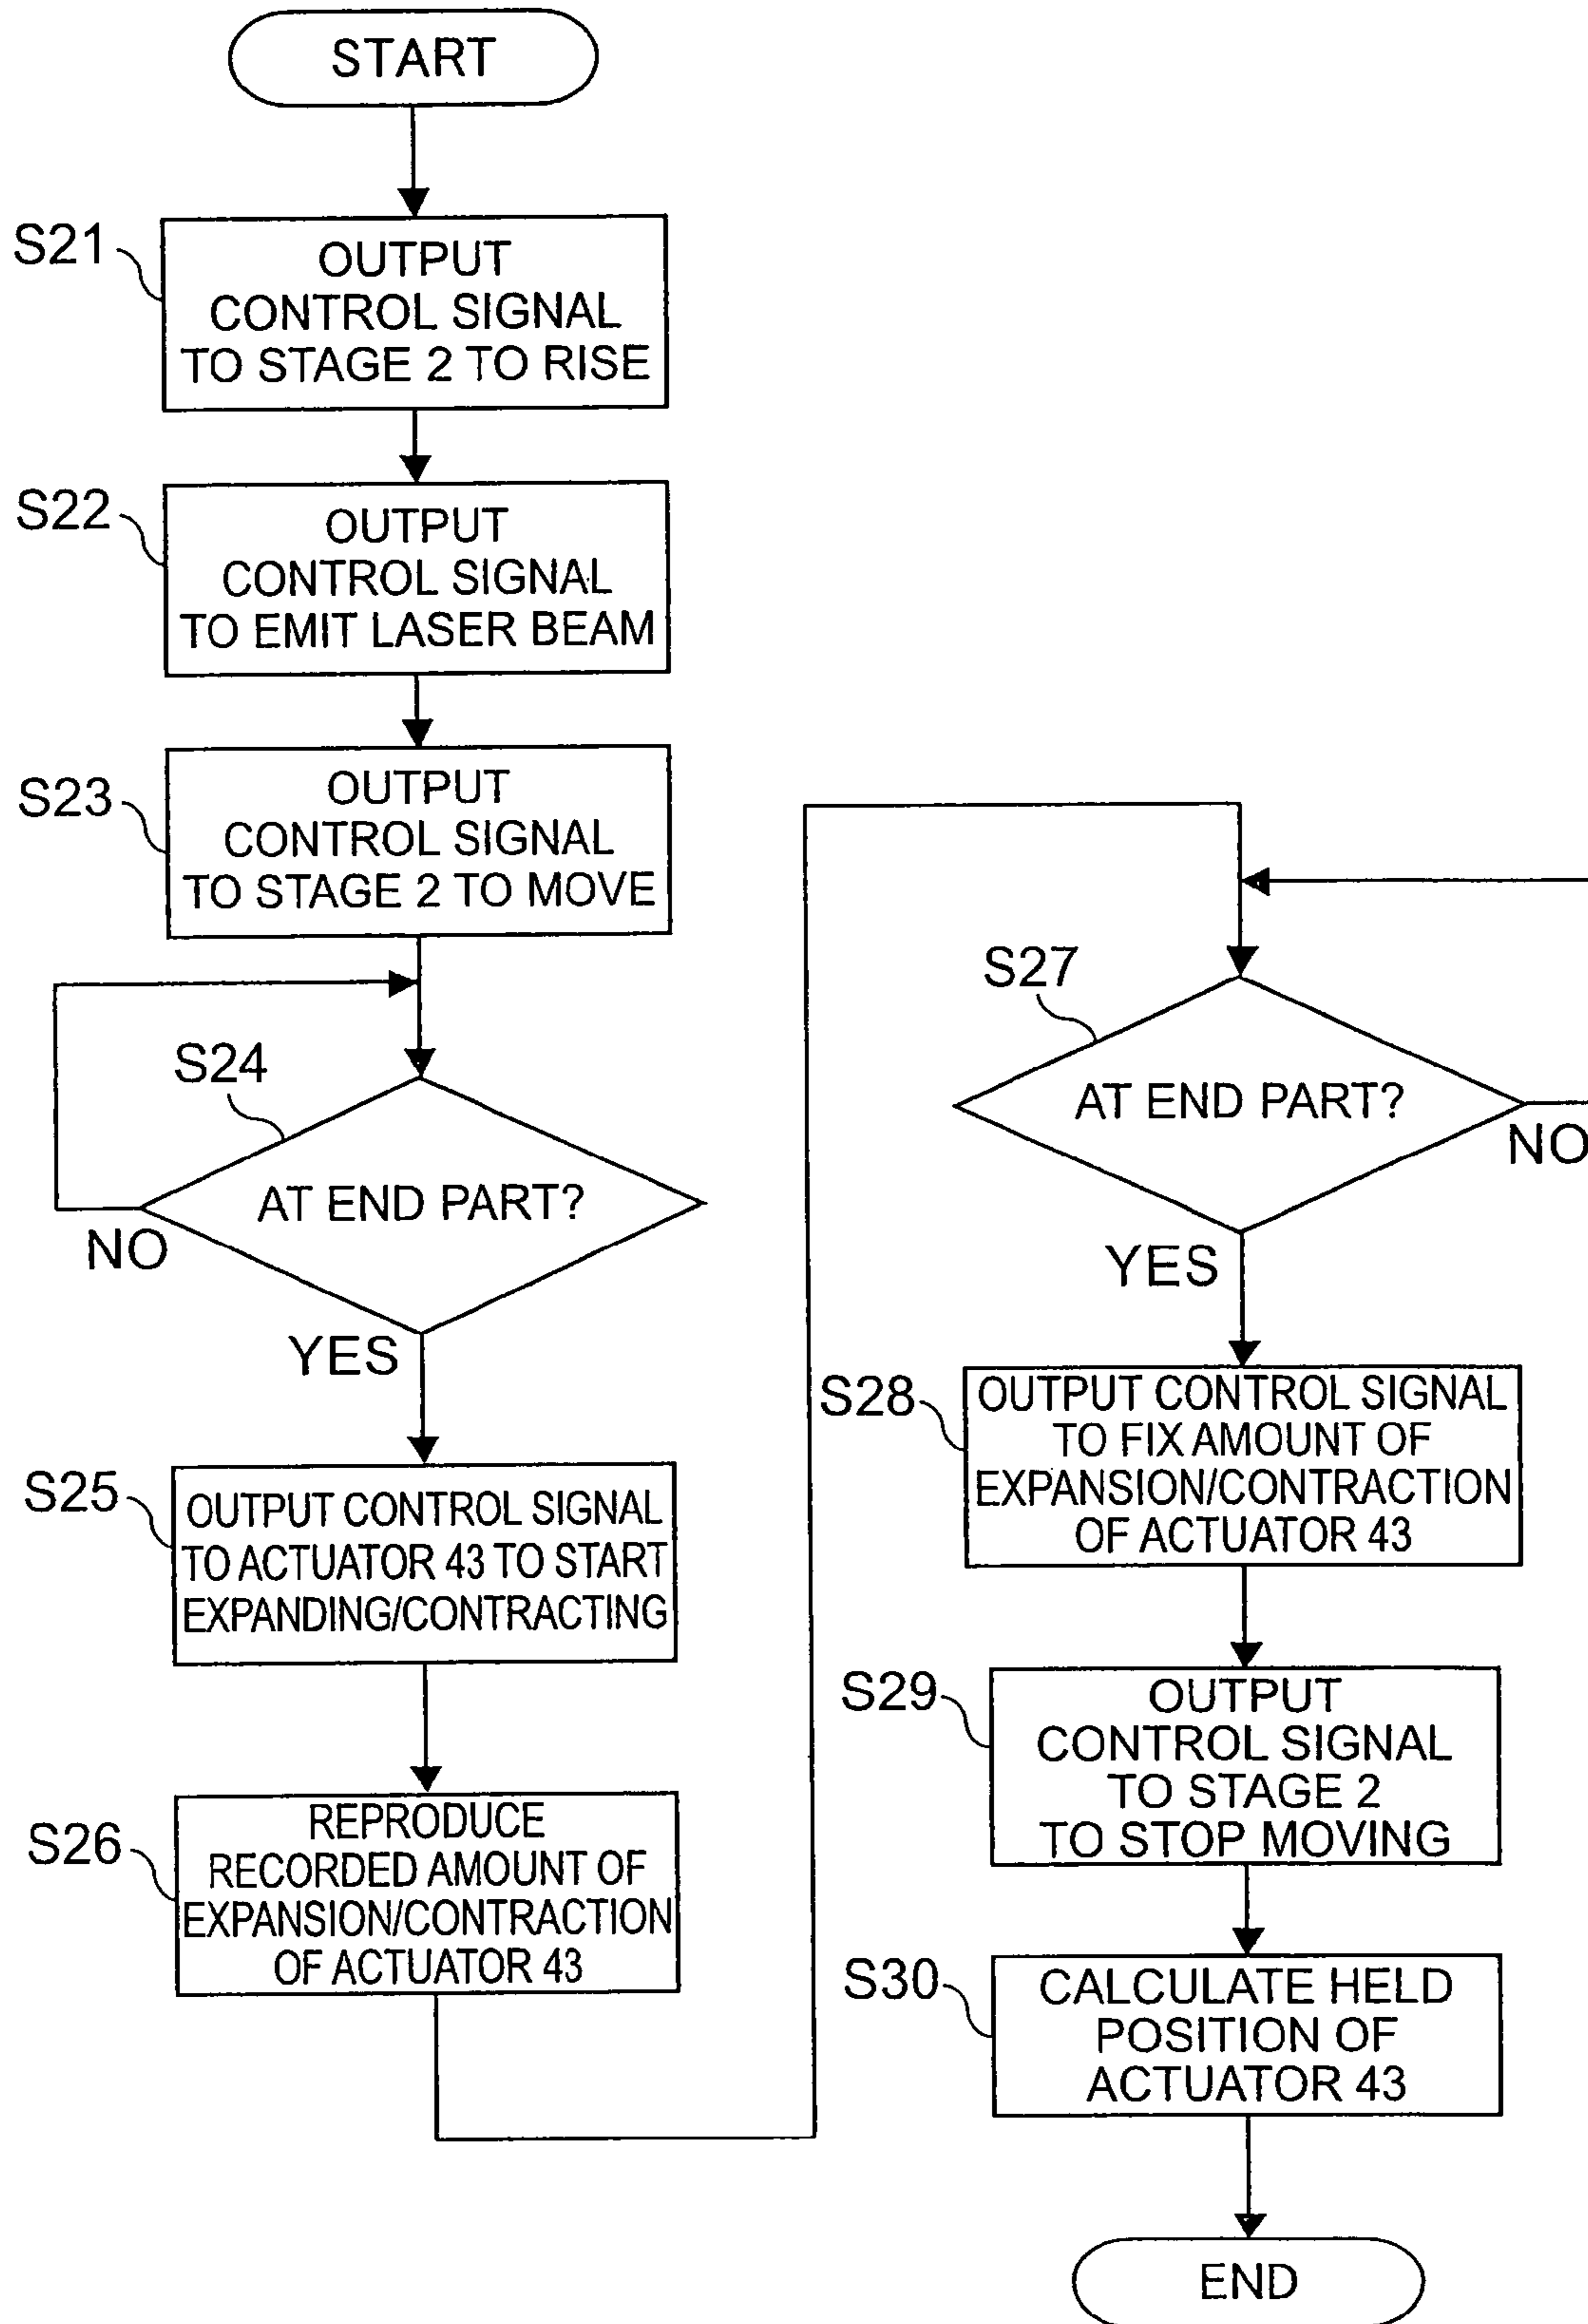 START
S21
OUTPUT
CONTROL SIGNAL
TO STAGE 2 TO RISE
S22
OUTPUT
CONTROL SIGNAL
TO EMIT LASER BEAM
S23
OUTPUT
CONTROL SIGNAL
TO STAGE 2 TO MOVE
S24
AT END PART?
NO
YES
S25
OUTPUT CONTROL SIGNAL
TO ACTUATOR 43 TO START
EXPANDING/CONTRACTING
S26
REPRODUCE
RECORDED AMOUNT OF
EXPANSION/CONTRACTION
OF ACTUATOR 43
S27
AT END PART?
NO
YES
S28
OUTPUT CONTROL SIGNAL
TO FIX AMOUNT OF
EXPANSION/CONTRACTION
OF ACTUATOR 43
S29
OUTPUT
CONTROL SIGNAL
TO STAGE 2
TO STOP MOVING
S30
CALCULATE HELD
POSITION OF
ACTUATOR 43
END